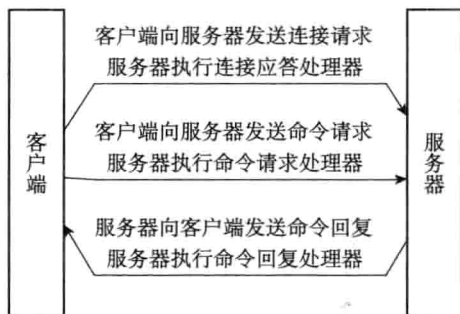 客户端向服务器发送连接请求
服务器执行连接应答处理器
客户端
服务器
客户端向服务器发送命令请求
服务器执行命令请求处理器
服务器向客户端发送命令回复
服务器执行命令回复处理器